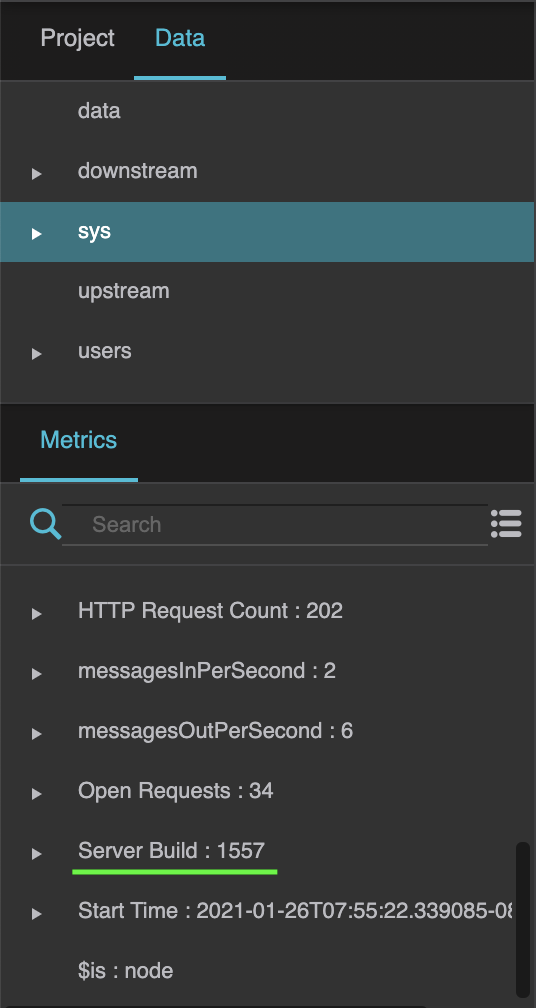 Project Data
data
downstream
sys
upstream
users
Metrics
Search
HTTP Request Count : 202
messagesInPerSecond : 2
messagesOutPerSecond : 6
Open Requests : 34
Server Build : 1557
Start Time : 2021-01-26T07:55:22.339085-08
$is : node